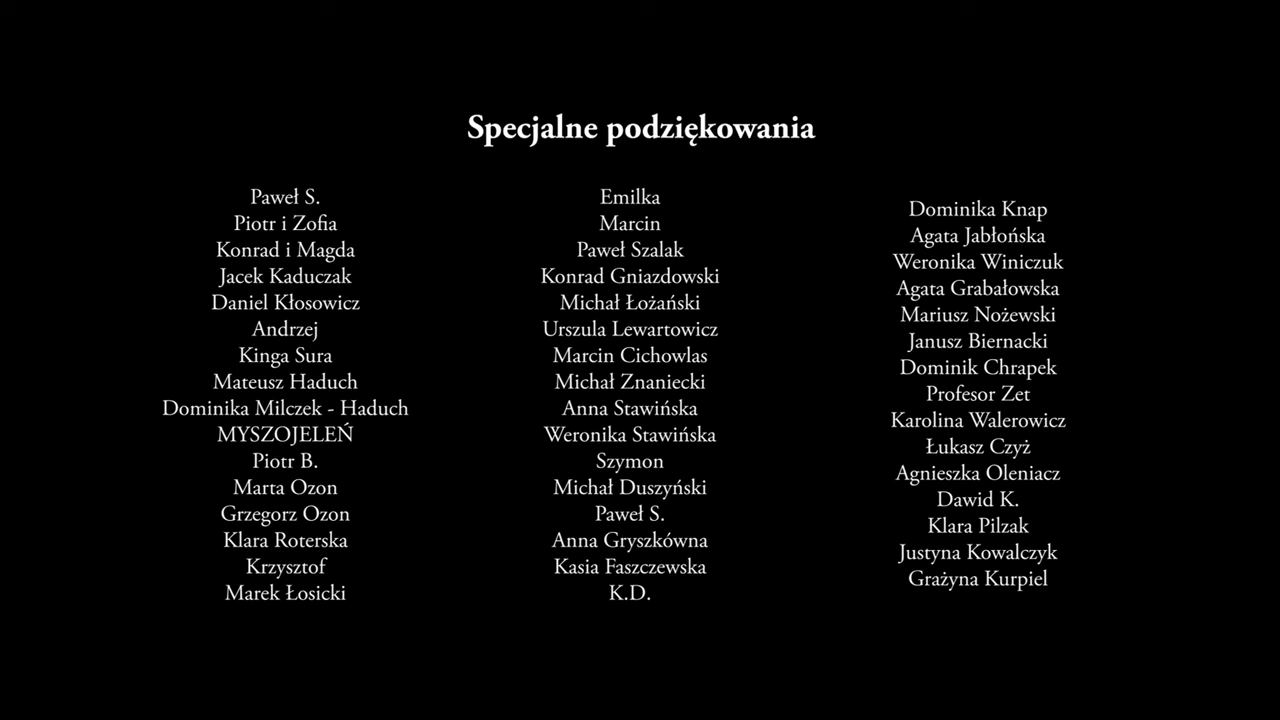 Specjalne podziękowania
Paweł S.
Piotr i Zofia
Konrad i Magda
Jacek Kaduczak
Daniel Kłosowicz
Andrzej
Kinga Sura
Mateusz Haduch
Dominika Milczek - Haduch
MYSZOJELEŃ
Piotr B.
Marta Ozon
Grzegorz Ozon
Klara Roterska
Krzysztof
Marek Łosicki
Emilka
Marcin
Paweł Szalak
Konrad Gniazdowski
Michał Łożański
Urszula Lewartowicz
Marcin Cichowlas
Michał Znaniecki
Anna Stawińska
Weronika Stawińska
Szymon
Michał Duszyński
Paweł S.
Anna Gryszkówna
Kasia Faszczewska
K.D.
Dominika Knap
Agata Jabłońska
Weronika Winiczuk
Agata Grabałowska
Mariusz Nożewski
Janusz Biernacki
Dominik Chrapek
Profesor Zet
Karolina Walerowicz
Łukasz Czyż
Agnieszka Oleniacz
Dawid K.
Klara Pilzak
Justyna Kowalczyk
Grażyna Kurpiel